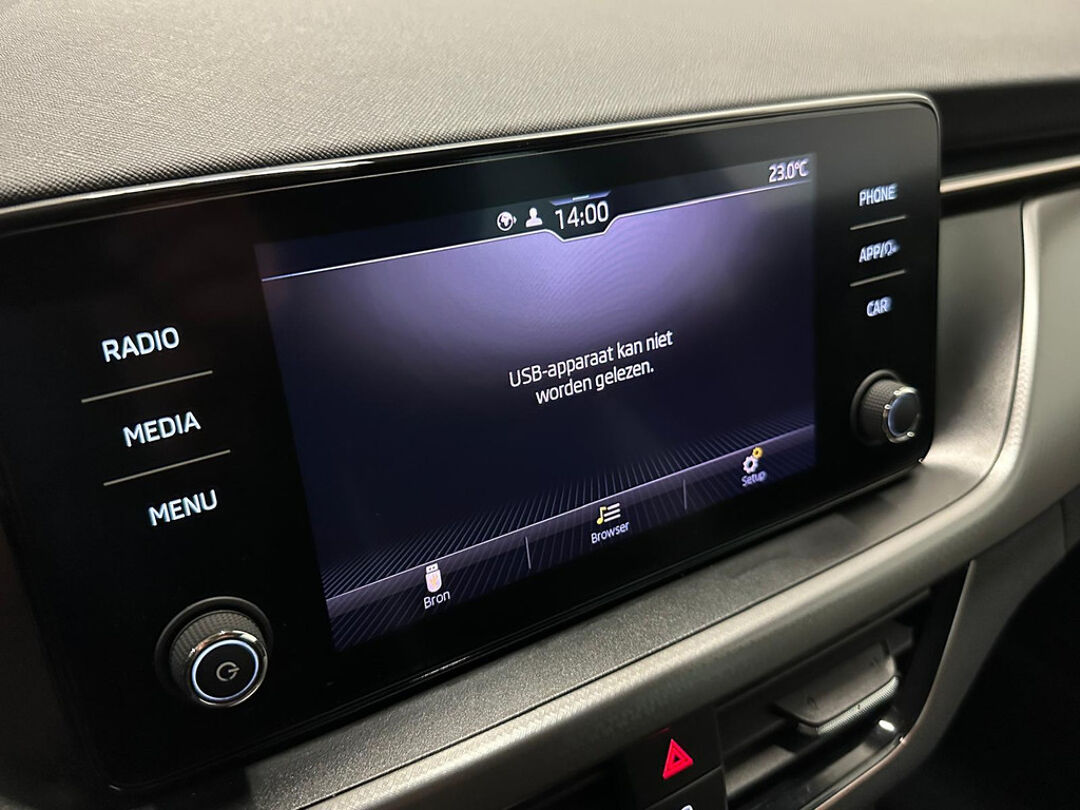 14:00
23.0°C
RADIO
MEDIA
MENU
USB-apparaat kan niet
worden gelezen.
Bron
Browser
Setup
PHONE
APP/
CAR